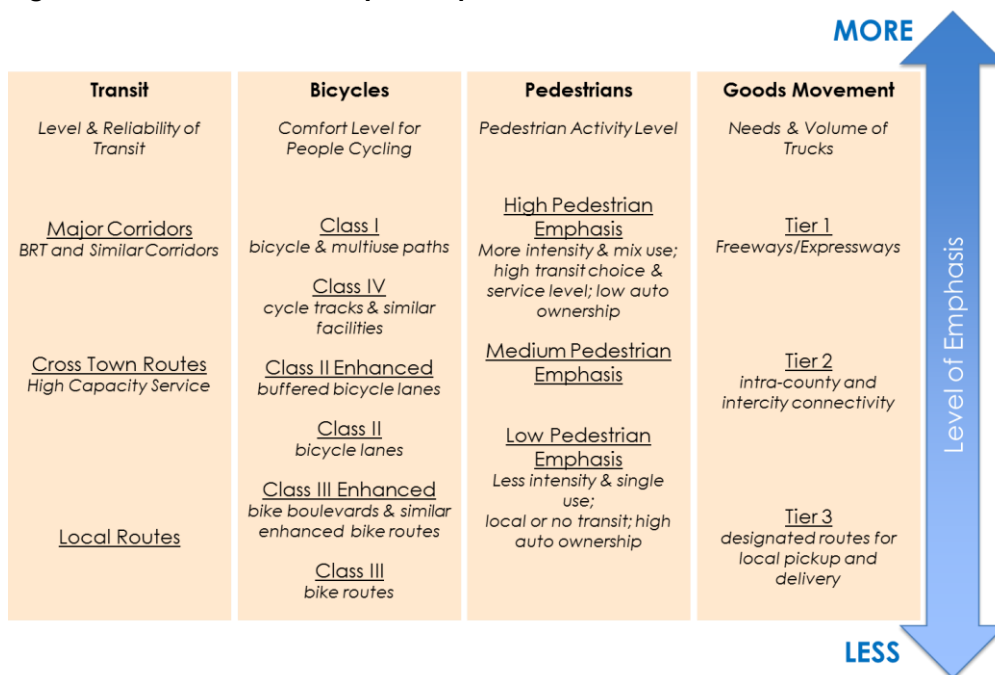 MORE
Transit
Level & Reliability of
Transit
Major Corridors
BRT and Similar Corridors
Cross Town Routes
High Capacity Service
Local Routes
Bicycles
Comfort Level for
People Cycling
Class I
bicycle & multiuse paths
Class IV
cycle tracks & similar
facilities
Class II Enhanced
buffered bicycle lanes
Class II
bicycle lanes
Class III Enhanced
bike boulevards & similar
enhanced bike routes
Class III
bike routes
Pedestrians
Pedestrian Activity Level
High Pedestrian
Emphasis
More intensity & mix use;
high transit choice &
service level; low auto
ownership
Medium Pedestrian
Emphasis
Low Pedestrian
Emphasis
Less intensity & single
use;
local or no transit; high
auto ownership
Goods Movement
Needs & Volume of
Trucks
Tier 1
Freeways/Expressways
Tier 2
intra-county and
intercity connectivity
Tier 3
designated routes for
local pickup and
delivery
Level of Emphasis
LESS